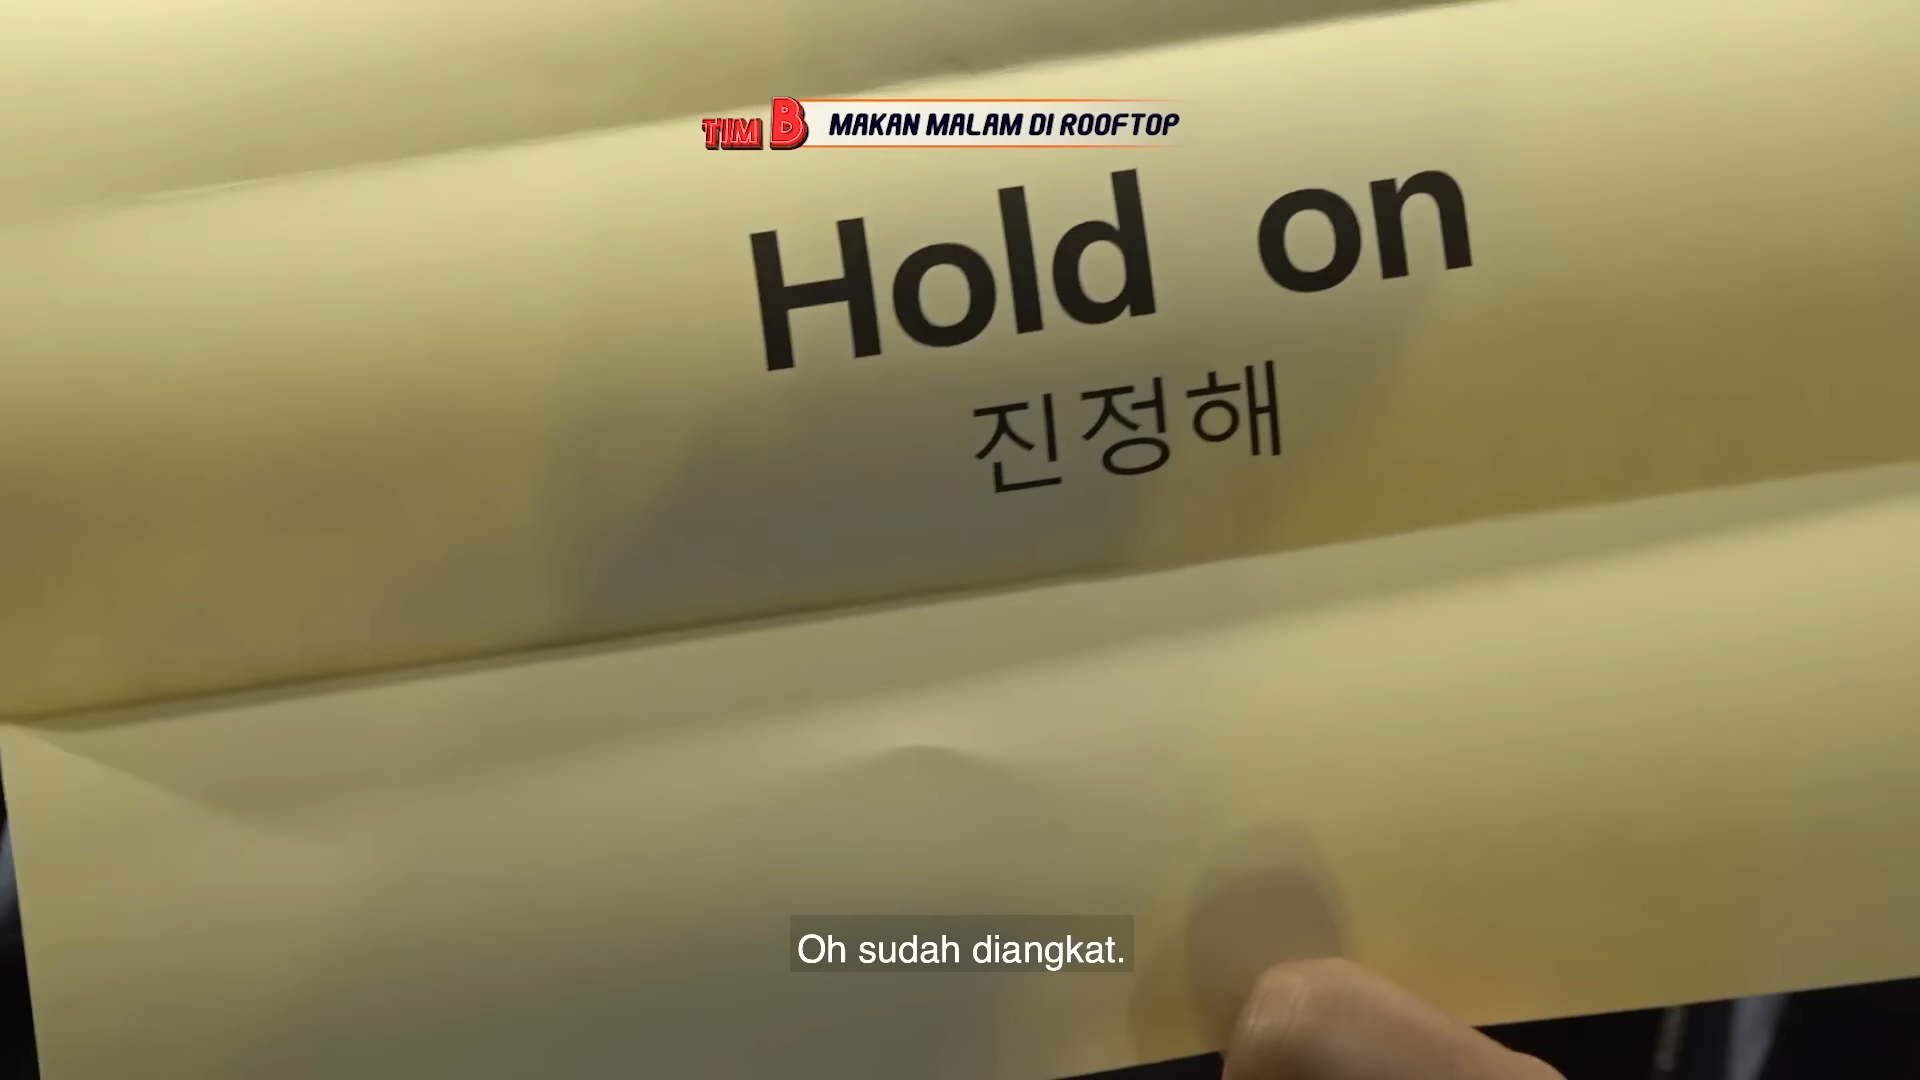 TIM B MAKAN MALAM DI ROOFTOP
Hold on
진정해
Oh sudah diangkat.